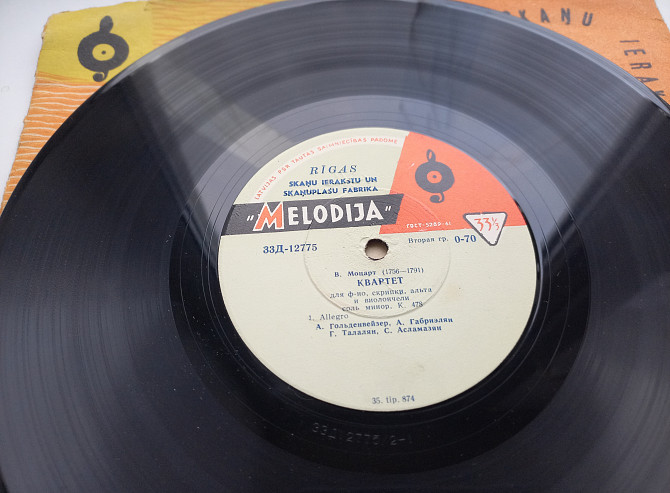 SKAŅU IERAK
LATVIJAS PSR TAUTAS SAIMNIECĪBAS PADOME
RĪGAS
SKAŅU IERAKSTU UN
SKAŅUPLAŠU FABRIKA
"MELODIJA"
ГОСТ-5289-61
33⅓
33Д-12775
Вторая гр. 0-70
В. Моцарт (1756—1791)
КВАРТЕТ
для ф-но, скрипки, альта
и виолончели
соль минор, К. 478
1. Allegro
А. Гольденвейзер, А. Габриэлян
Г. Талалян, С. Асламазян
35. tip. 874